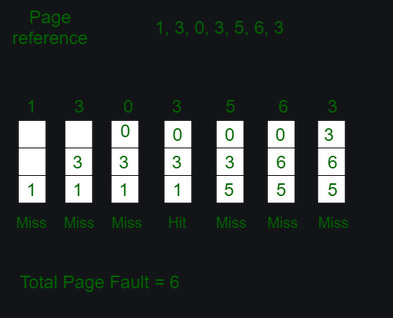 Page
reference
1, 3, 0, 3, 5, 6, 3
1 3 0 3 5 6 3
0 0 0 0 3
3 3 3 3 6 6
1 1 1 1 5 5 5
Miss Miss Miss Hit Miss Miss Miss
Total Page Fault = 6